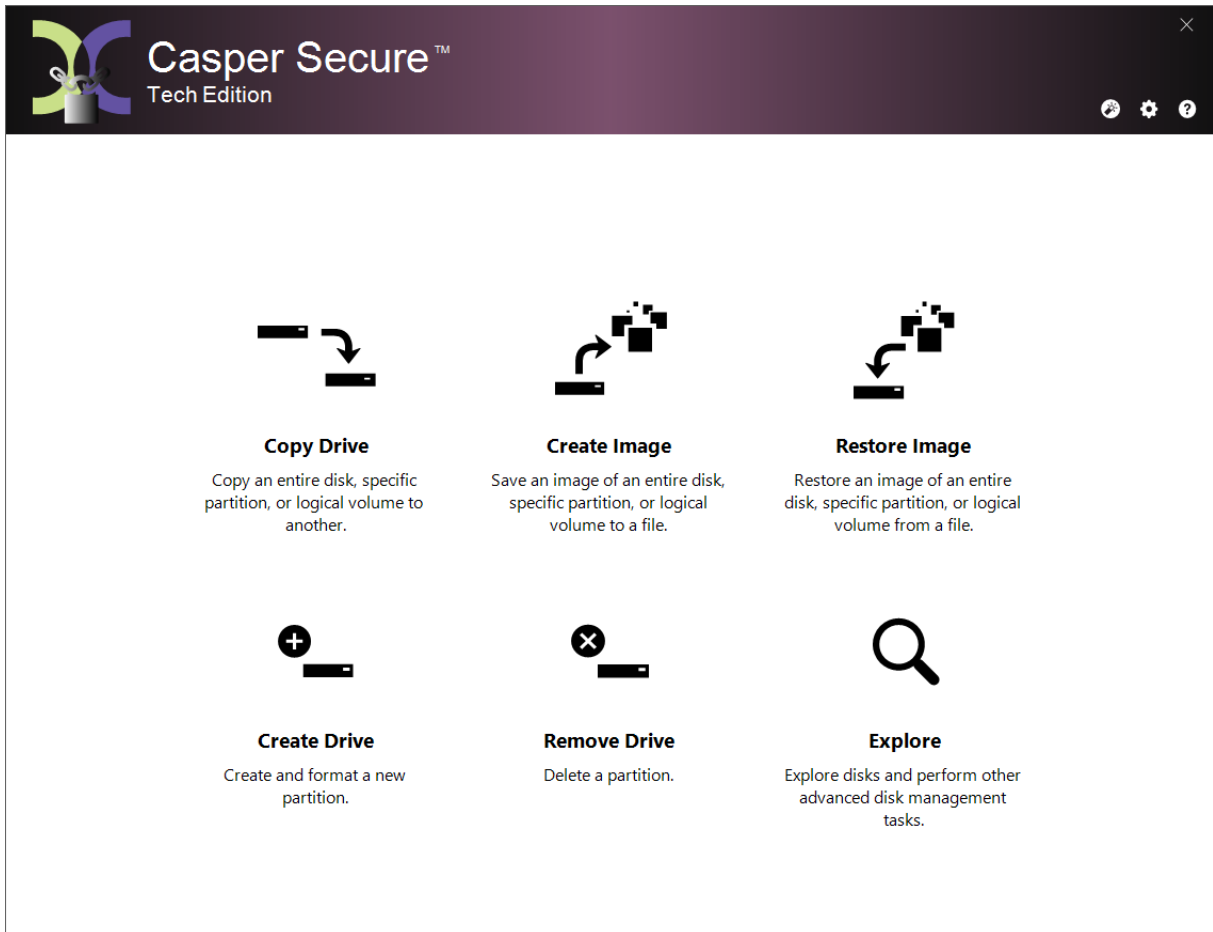 Casper Secure™
Tech Edition
Copy Drive
Copy an entire disk, specific
partition, or logical volume to
another.
Create Image
Save an image of an entire disk,
specific partition, or logical
volume to a file.
Restore Image
Restore an image of an entire
disk, specific partition, or logical
volume from a file.
Create Drive
Create and format a new
partition.
Remove Drive
Delete a partition.
Explore
Explore disks and perform other
advanced disk management
tasks.